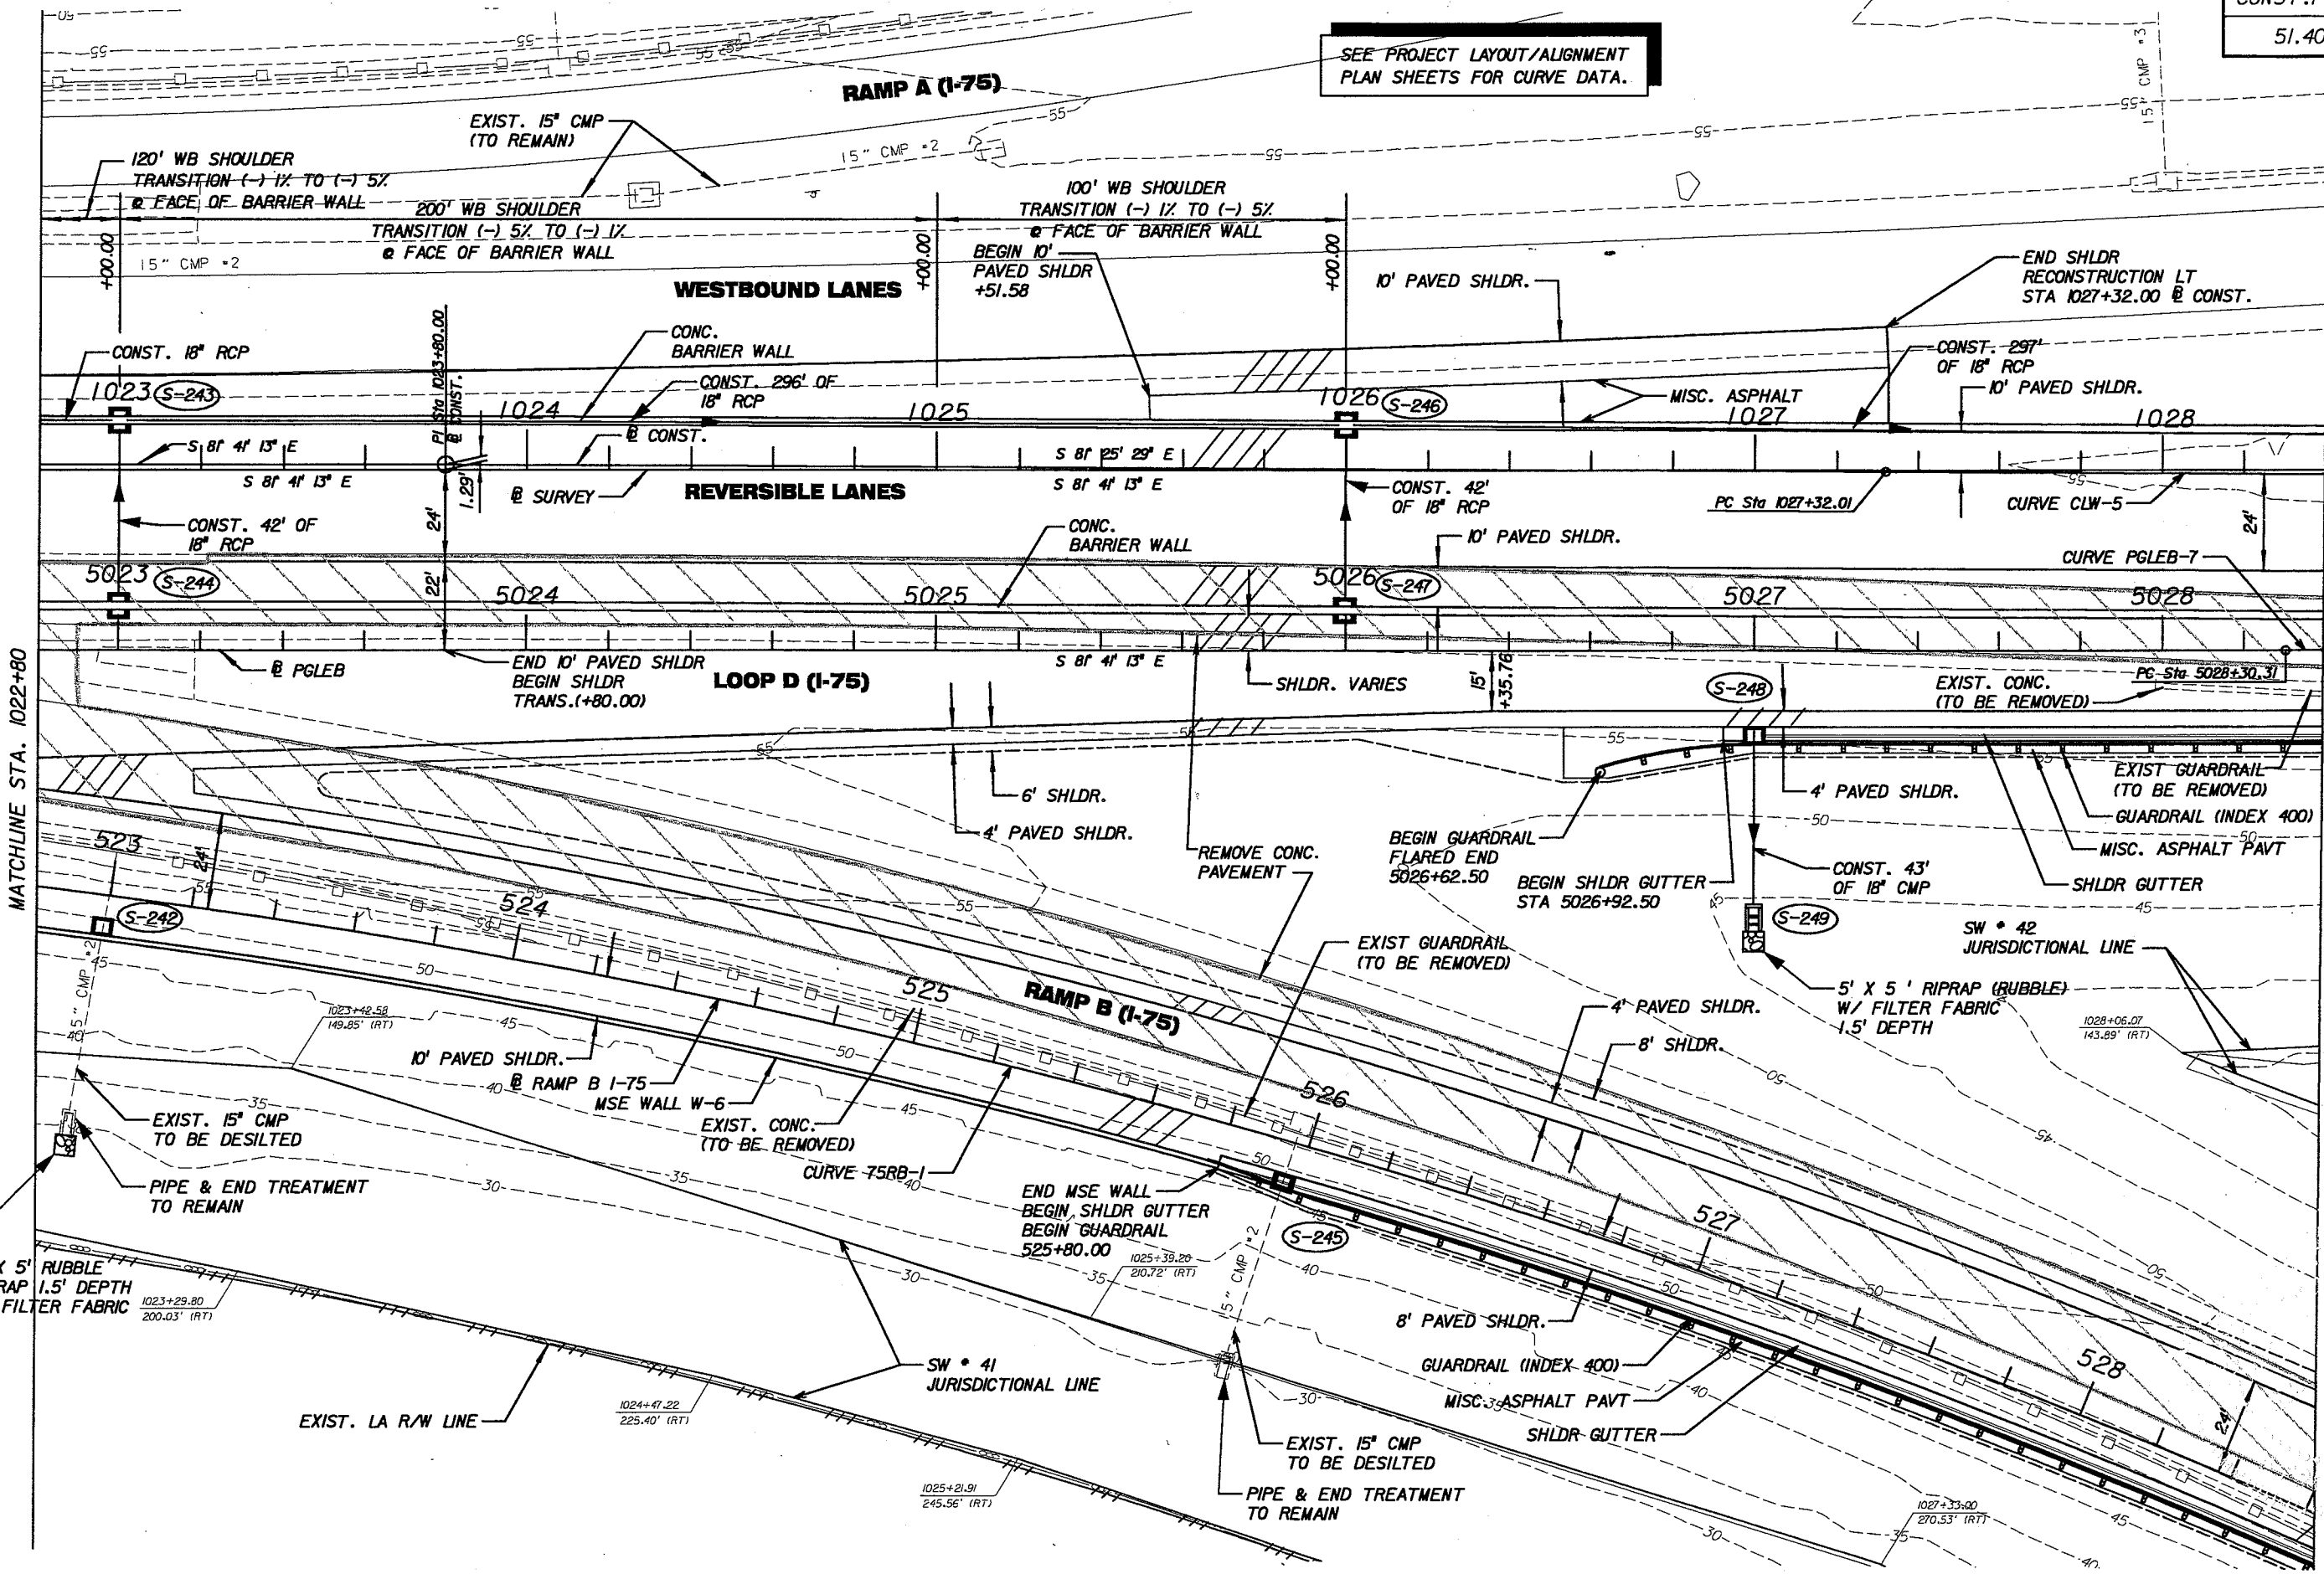 SEE PROJECT LAYOUT/ALIGNMENT
PLAN SHEETS FOR CURVE DATA.
51.40
RAMP A (I-75)
EXIST. 15" CMP
(TO REMAIN)
15" CMP #2
15" CMP #3
120' WB SHOULDER
TRANSITION (-) 1% TO (-) 5%
@ FACE OF BARRIER WALL
200' WB SHOULDER
TRANSITION (-) 5% TO (-) 1%
@ FACE OF BARRIER WALL
100' WB SHOULDER
TRANSITION (-) 1% TO (-) 5%
@ FACE OF BARRIER WALL
+00.00
+00.00
+00.00
15" CMP #2
WESTBOUND LANES
BEGIN 10'
PAVED SHLDR
+51.58
10' PAVED SHLDR.
END SHLDR
RECONSTRUCTION LT
STA 1027+32.00 ℄ CONST.
CONST. 18" RCP
PI Sta 1023+80.00
℄ CONST.
CONC.
BARRIER WALL
CONST. 296' OF
18" RCP
CONST. 297'
OF 18" RCP
10' PAVED SHLDR.
MISC. ASPHALT
1023
S-243
1024
1025
1026
S-246
1027
1028
S 81° 41' 13" E
S 81° 41' 13" E
℄ CONST.
S 81° 25' 29" E
S 81° 41' 13" E
℄ SURVEY
1.29'
24'
22'
REVERSIBLE LANES
CONST. 42'
OF 18" RCP
PC Sta 1027+32.01
CURVE CLW-5
24'
CONST. 42' OF
18" RCP
CONC.
BARRIER WALL
10' PAVED SHLDR.
CURVE PGLEB-7
5023
S-244
5024
5025
5026
S-247
5027
5028
℄ PGLEB
END 10' PAVED SHLDR
BEGIN SHLDR
TRANS.(+80.00)
LOOP D (I-75)
S 81° 41' 13" E
SHLDR. VARIES
15'
+35.76
S-248
EXIST. CONC.
(TO BE REMOVED)
PC Sta 5028+30.31
MATCHLINE STA. 1022+80
6' SHLDR.
4' PAVED SHLDR.
REMOVE CONC.
PAVEMENT
BEGIN GUARDRAIL
FLARED END
5026+62.50
BEGIN SHLDR GUTTER
STA 5026+92.50
4' PAVED SHLDR.
EXIST GUARDRAIL
(TO BE REMOVED)
GUARDRAIL (INDEX 400)
MISC. ASPHALT PAVT
SHLDR GUTTER
CONST. 43'
OF 18" CMP
S-249
SW # 42
JURISDICTIONAL LINE
5' X 5' RIPRAP (RUBBLE)
W/ FILTER FABRIC
1.5' DEPTH
1028+06.07
143.89' (RT)
523
24'
S-242
524
525
526
527
528
EXIST GUARDRAIL
(TO BE REMOVED)
RAMP B (I-75)
4' PAVED SHLDR.
8' SHLDR.
1023+42.58
149.85' (RT)
10' PAVED SHLDR.
℄ RAMP B I-75
MSE WALL W-6
EXIST. CONC.
(TO BE REMOVED)
CURVE 75RB-1
EXIST. 15" CMP
TO BE DESILTED
PIPE & END TREATMENT
TO REMAIN
END MSE WALL
BEGIN SHLDR GUTTER
BEGIN GUARDRAIL
525+80.00
S-245
1025+39.20
210.72' (RT)
X 5' RUBBLE
RAP 1.5' DEPTH
FILTER FABRIC
1023+29.80
200.03' (RT)
8' PAVED SHLDR.
GUARDRAIL (INDEX 400)
MISC. ASPHALT PAVT
SHLDR GUTTER
24'
SW # 41
JURISDICTIONAL LINE
EXIST. LA R/W LINE
1024+47.22
225.40' (RT)
1025+21.91
245.56' (RT)
EXIST. 15" CMP
TO BE DESILTED
PIPE & END TREATMENT
TO REMAIN
1027+33.00
270.53' (RT)